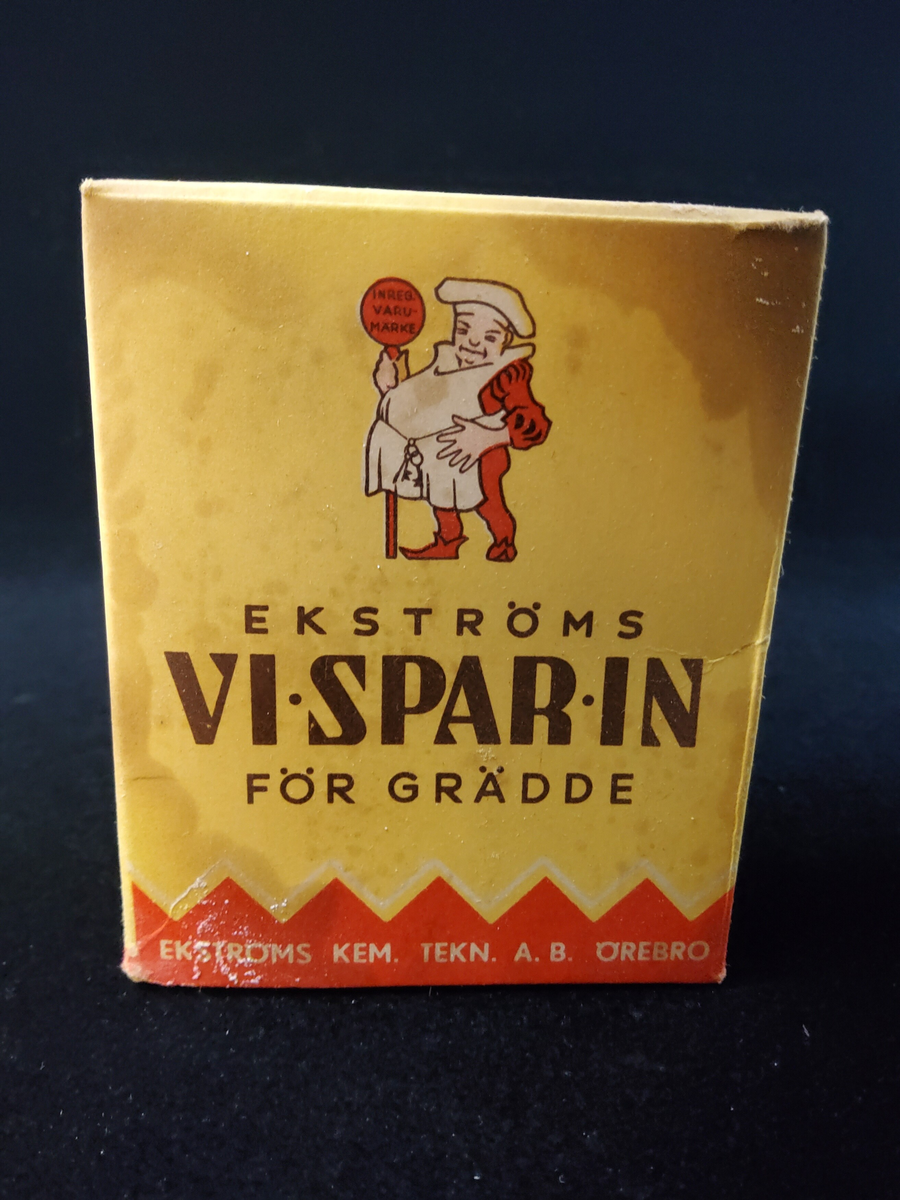 INREG.
VARU-
MÄRKE
EKSTRÖMS
VI·SPAR·IN
FÖR GRÄDDE
EKSTRÖMS KEM. TEKN. A.B. ÖREBRO